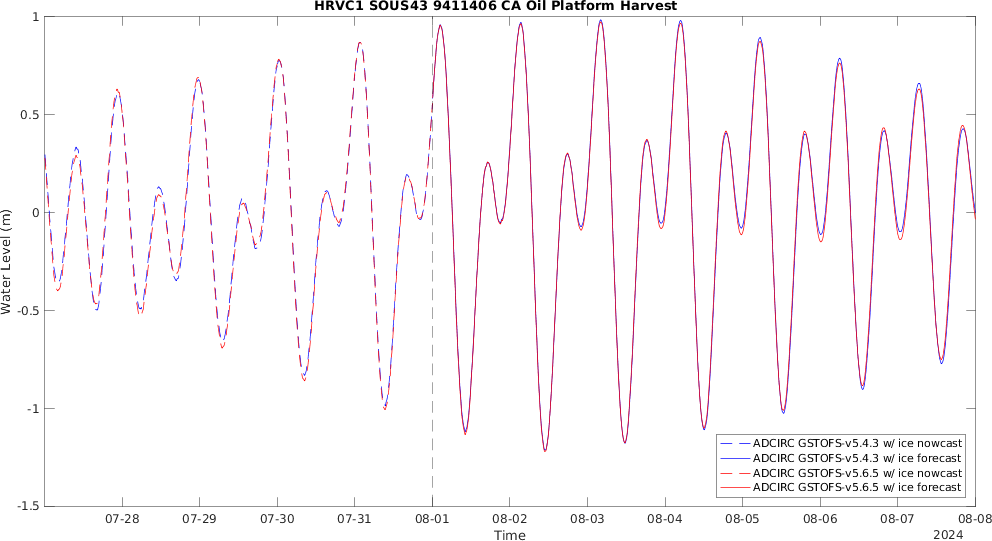 HRVC1 SOUS43 9411406 CA Oil Platform Harvest
Water Level (m)
1
0.5
0
-0.5
-1
-1.5
07-28
07-29
07-30
07-31
08-01
08-02
08-03
08-04
08-05
08-06
08-07
08-08
Time
2024
ADCIRC GSTOFS-v5.4.3 w/ ice nowcast
ADCIRC GSTOFS-v5.4.3 w/ ice forecast
ADCIRC GSTOFS-v5.6.5 w/ ice nowcast
ADCIRC GSTOFS-v5.6.5 w/ ice forecast